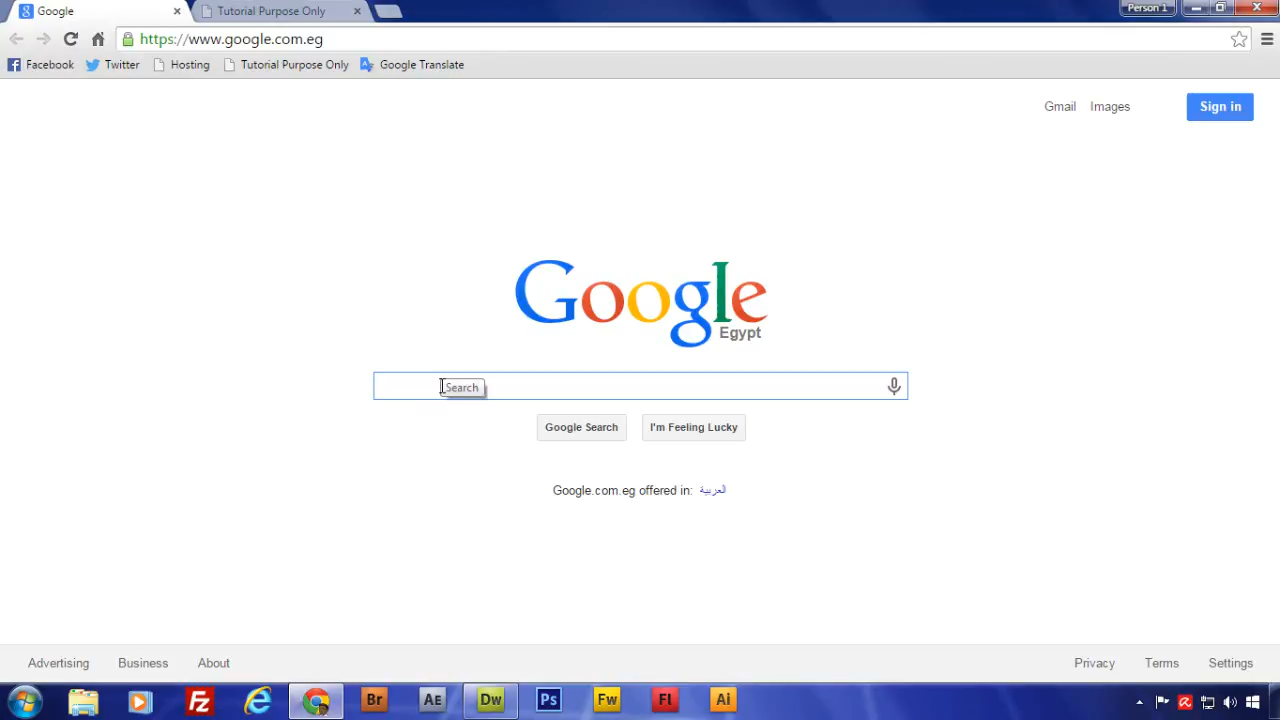 Google
Tutorial Purpose Only
Person 1
https://www.google.com.eg
Facebook
Twitter
Hosting
Tutorial Purpose Only
Google Translate
Gmail
Images
Sign in
Google
Egypt
Search
Google Search
I'm Feeling Lucky
Google.com.eg offered in: العربية
Advertising
Business
About
Privacy
Terms
Settings
Fz
Br
AE
Dw
Ps
Fw
Fl
Ai